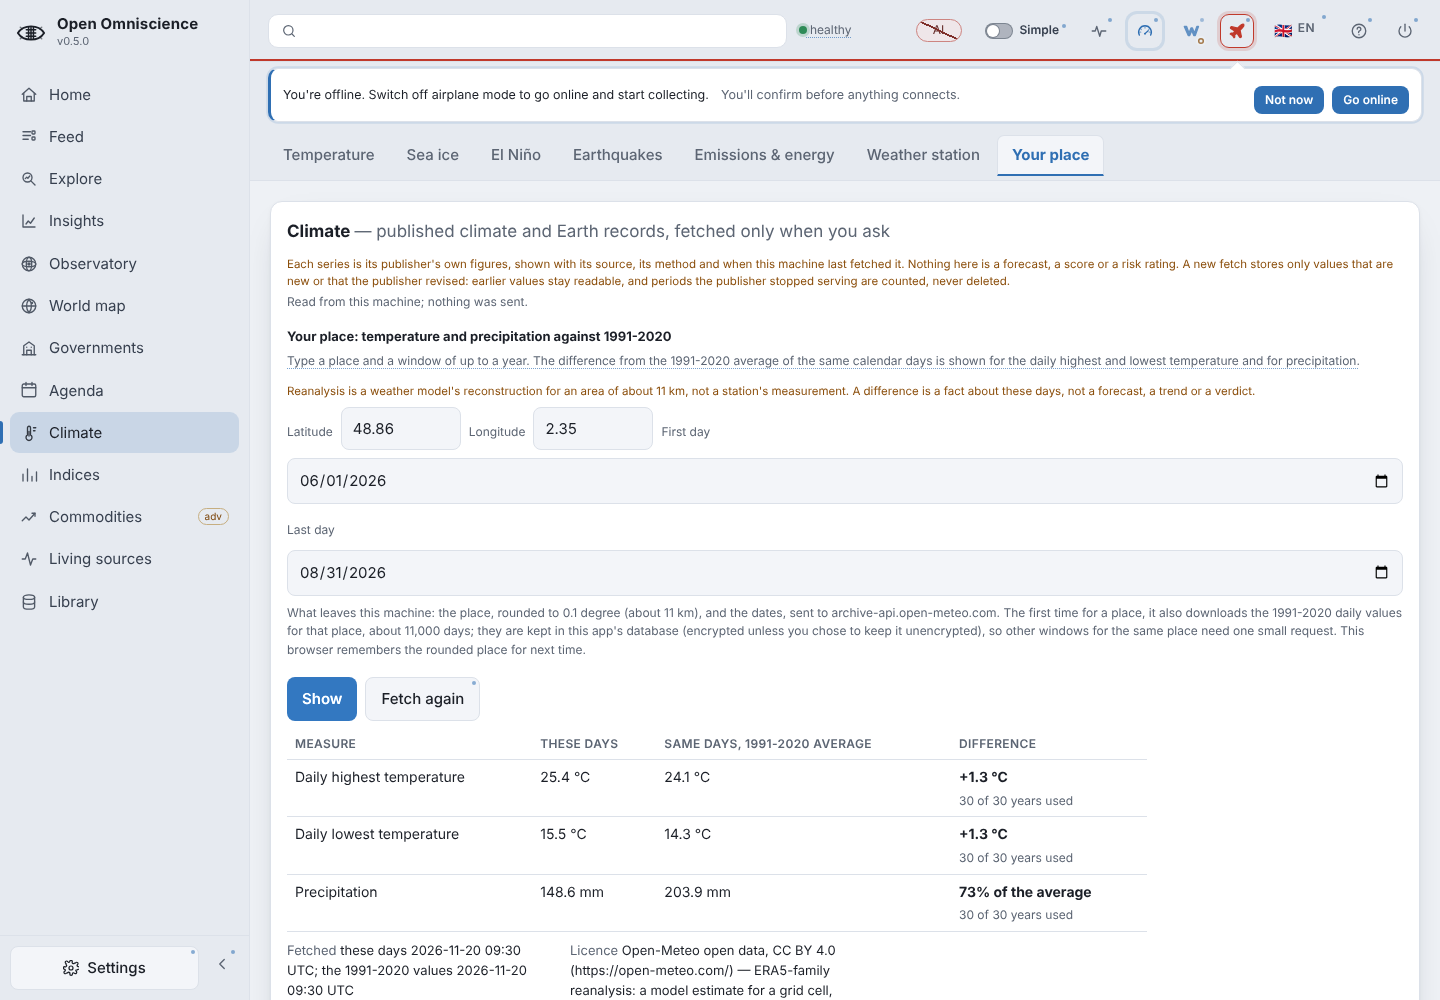 Open Omniscience
v0.5.0
healthy
AI
Simple
EN
You're offline. Switch off airplane mode to go online and start collecting. You'll confirm before anything connects.
Not now
Go online
Home
Feed
Explore
Insights
Observatory
World map
Governments
Agenda
Climate
Indices
Commodities adv
Living sources
Library
Settings
Temperature
Sea ice
El Niño
Earthquakes
Emissions & energy
Weather station
Your place
Climate — published climate and Earth records, fetched only when you ask
Each series is its publisher's own figures, shown with its source, its method and when this machine last fetched it. Nothing here is a forecast, a score or a risk rating. A new fetch stores only values that are
new or that the publisher revised: earlier values stay readable, and periods the publisher stopped serving are counted, never deleted.
Read from this machine; nothing was sent.
Your place: temperature and precipitation against 1991-2020
Type a place and a window of up to a year. The difference from the 1991-2020 average of the same calendar days is shown for the daily highest and lowest temperature and for precipitation.
Reanalysis is a weather model's reconstruction for an area of about 11 km, not a station's measurement. A difference is a fact about these days, not a forecast, a trend or a verdict.
Latitude 48.86 Longitude 2.35 First day
06/01/2026
Last day
08/31/2026
What leaves this machine: the place, rounded to 0.1 degree (about 11 km), and the dates, sent to archive-api.open-meteo.com. The first time for a place, it also downloads the 1991-2020 daily values
for that place, about 11,000 days; they are kept in this app's database (encrypted unless you chose to keep it unencrypted), so other windows for the same place need one small request. This
browser remembers the rounded place for next time.
Show
Fetch again
MEASURE THESE DAYS SAME DAYS, 1991-2020 AVERAGE DIFFERENCE
Daily highest temperature 25.4 °C 24.1 °C +1.3 °C
30 of 30 years used
Daily lowest temperature 15.5 °C 14.3 °C +1.3 °C
30 of 30 years used
Precipitation 148.6 mm 203.9 mm 73% of the average
30 of 30 years used
Fetched these days 2026-11-20 09:30
UTC; the 1991-2020 values 2026-11-20
09:30 UTC
Licence Open-Meteo open data, CC BY 4.0
(https://open-meteo.com/) — ERA5-family
reanalysis: a model estimate for a grid cell,